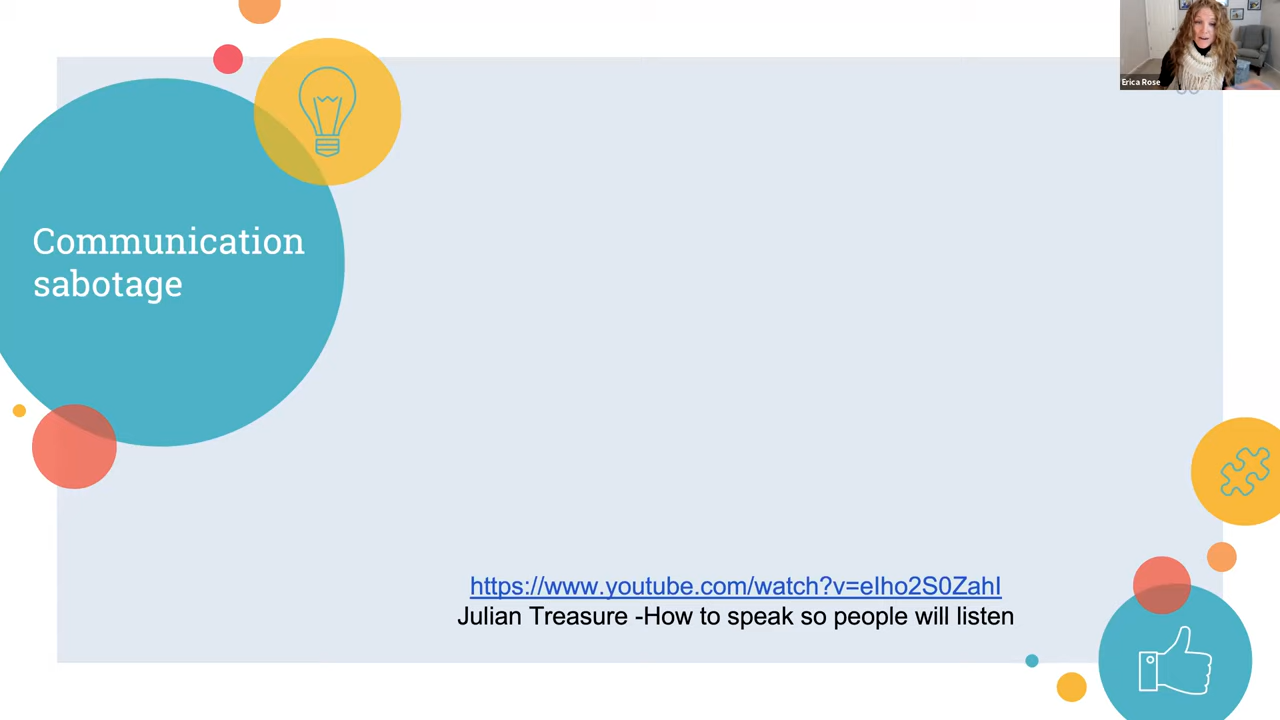 Erica Rose
Communication
sabotage
https://www.youtube.com/watch?v=eIho2S0ZahI
Julian Treasure -How to speak so people will listen